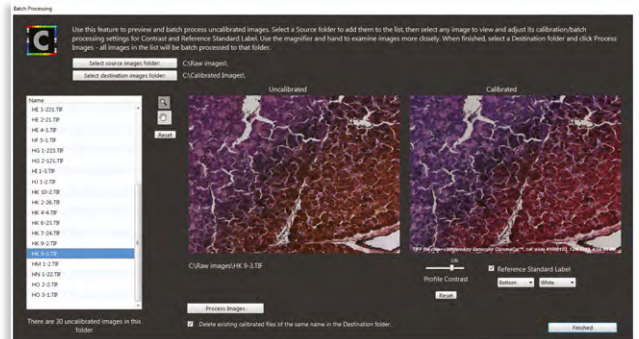 Batch Processing
Use this feature to preview and batch process uncalibrated images. Select a Source folder to add them to the list, then select any image to view and adjust its calibration/batch
processing settings for Contrast and Reference Standard Label. Use the magnifier and hand to examine images more closely. When finished, select a Destination folder and click Process
Images - all images in the list will be batch processed to that folder.
Select source images folder: C:\Raw images\
Select destination images folder: C:\Calibrated Images\
Uncalibrated Calibrated
Name
HE 1-221.TIF
HE 2-21.TIF
HE 4-1.TIF
HF 5-1.TIF
HG 1-223.TIF
HG 2-121.TIF
HI 1-3.TIF
HJ 1-2.TIF
HK 10-2.TIF
HK 2-26.TIF
HK 4-4.TIF
HK 6-23.TIF
HK 7-24.TIF
HK 9-2.TIF
HK 9-3.TIF
HM 1-2.TIF
HN 1-22.TIF
HO 2-2.TIF
HO 3-1.TIF
Reset
C:\Raw images\HK 9-3.TIF
100
Profile Contrast
Reset
Reference Standard Label
Bottom White
Process Images
Delete existing calibrated files of the same name in the Destination folder.
There are 30 uncalibrated images in this
folder
Finished